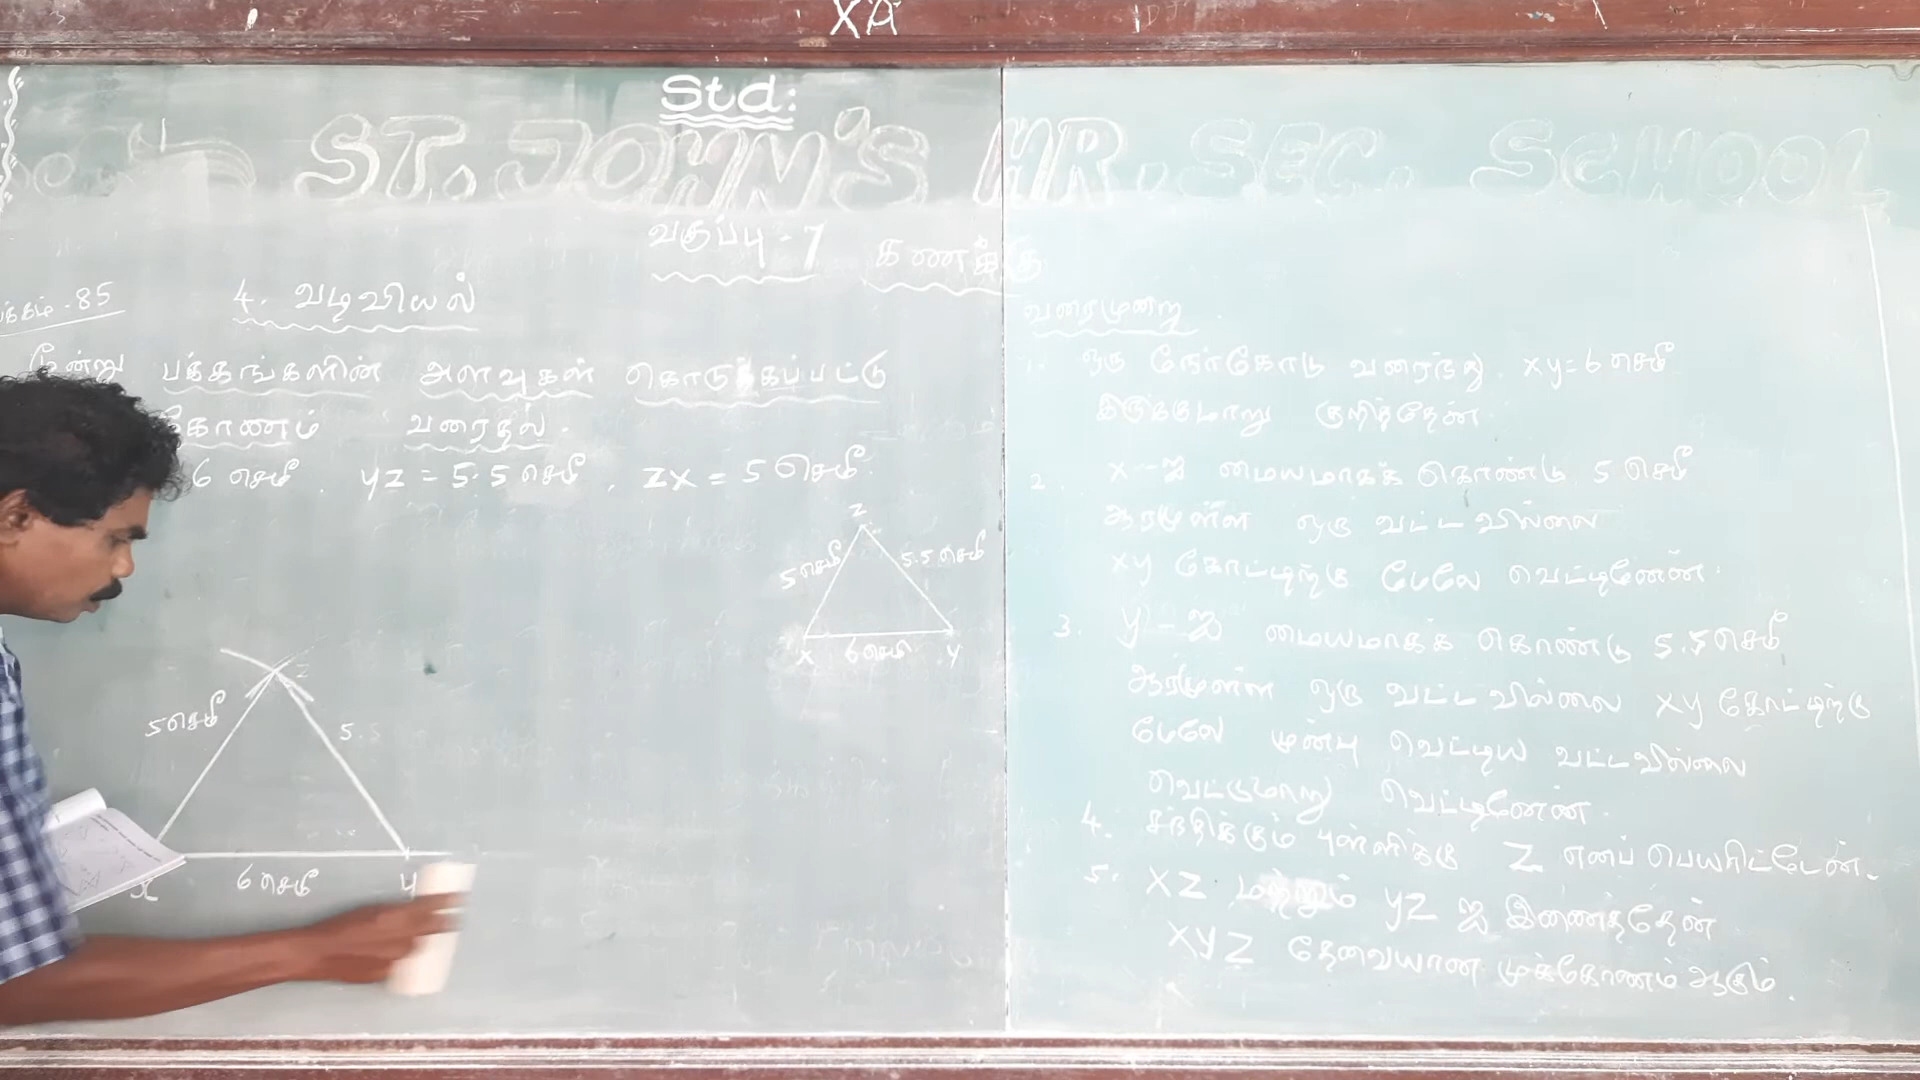 XA
Std:
ST. JOHN'S HR. SEC. SCHOOL
வகுப்பு - 7 கணக்கு
பக்கம் - 85
4. வடிவியல்
மூன்று பக்கங்களின் அளவுகள் கொடுக்கப்பட்டு
கோணம் வரைதல்.
6 செமீ, yz = 5.5 செமீ, zx = 5 செமீ.
z
5 செமீ 5.5 செமீ
x 6 செமீ y
z
5 செமீ 5.5
x 6 செமீ y
வரைமுறை
1. ஒரு நேர்கோடு வரைந்து. xy = 6 செமீ
இருக்குமாறு குறித்தேன்.
2. x - ஐ மையமாகக் கொண்டு 5 செமீ
ஆரமுள்ள ஒரு வட்ட வில்லை
xy கோட்டிற்கு மேலே வெட்டினேன்.
3. y - ஐ மையமாகக் கொண்டு 5.5 செமீ
ஆரமுள்ள ஒரு வட்ட வில்லை xy கோட்டிற்கு
மேலே முன்பு வெட்டிய வட்டவில்லை
வெட்டுமாறு வெட்டினேன்.
4. சந்திக்கும் புள்ளிக்கு Z எனப் பெயரிட்டேன்.
5. XZ மற்றும் YZ ஐ இணைத்தேன்
XYZ தேவையான முக்கோணம் ஆகும்.